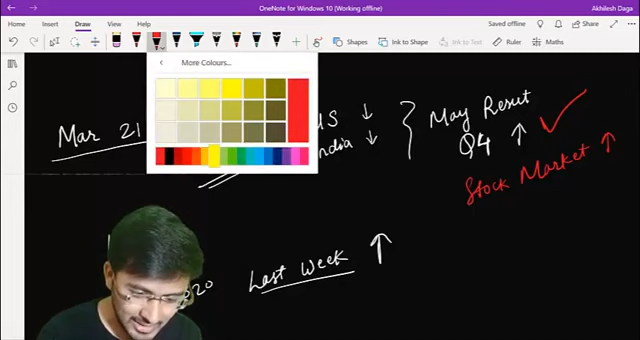 OneNote for Windows 10 (Working offline)
Akhilesh Daga
Home Insert Draw View Help
Saved offline Share
Shapes Ink to Shape Ink to Text Ruler Maths
More Colours...
Mar 21
US ↓
India ↓
May Result
Q4 ↑ ✓
Stock Market ↑
2020 Last Week ↑